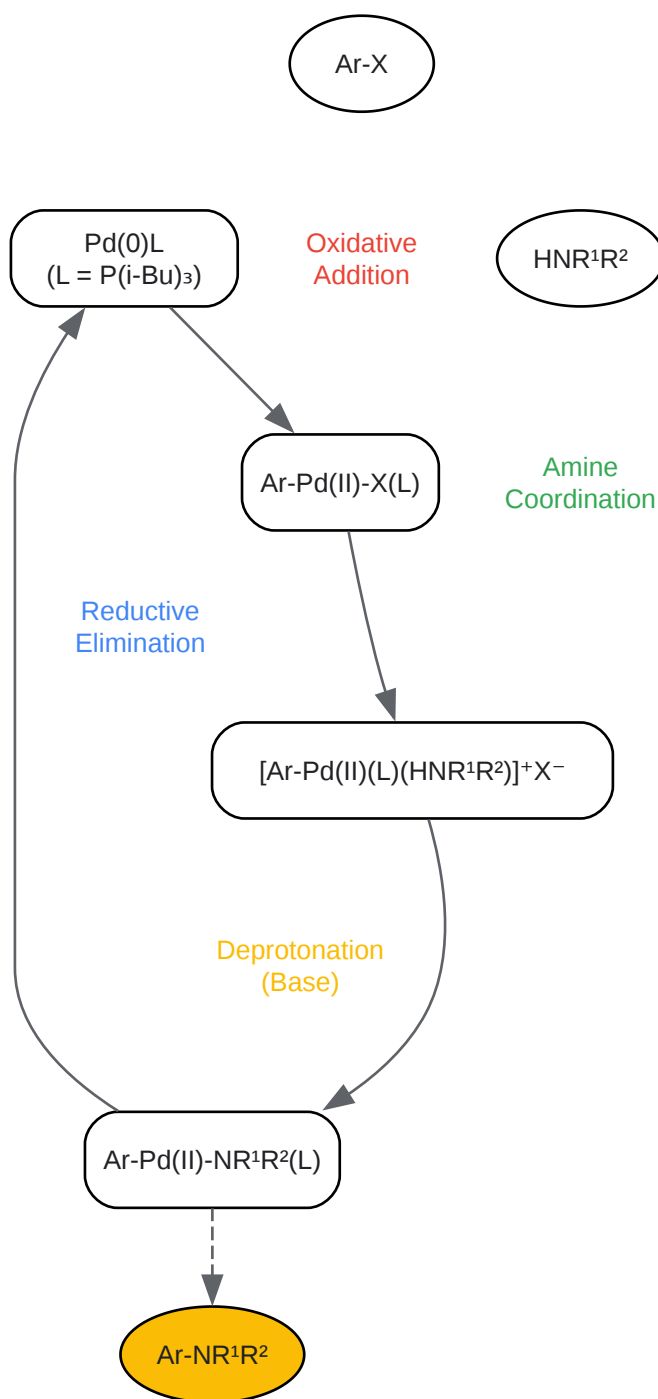 Ar-X
Pd(0)L
(L = P(i-Bu)₃)
Oxidative
Addition
HNR¹R²
Ar-Pd(II)-X(L)
Amine
Coordination
Reductive
Elimination
[Ar-Pd(II)(L)(HNR¹R²)]⁺X⁻
Deprotonation
(Base)
Ar-Pd(II)-NR¹R²(L)
Ar-NR¹R²